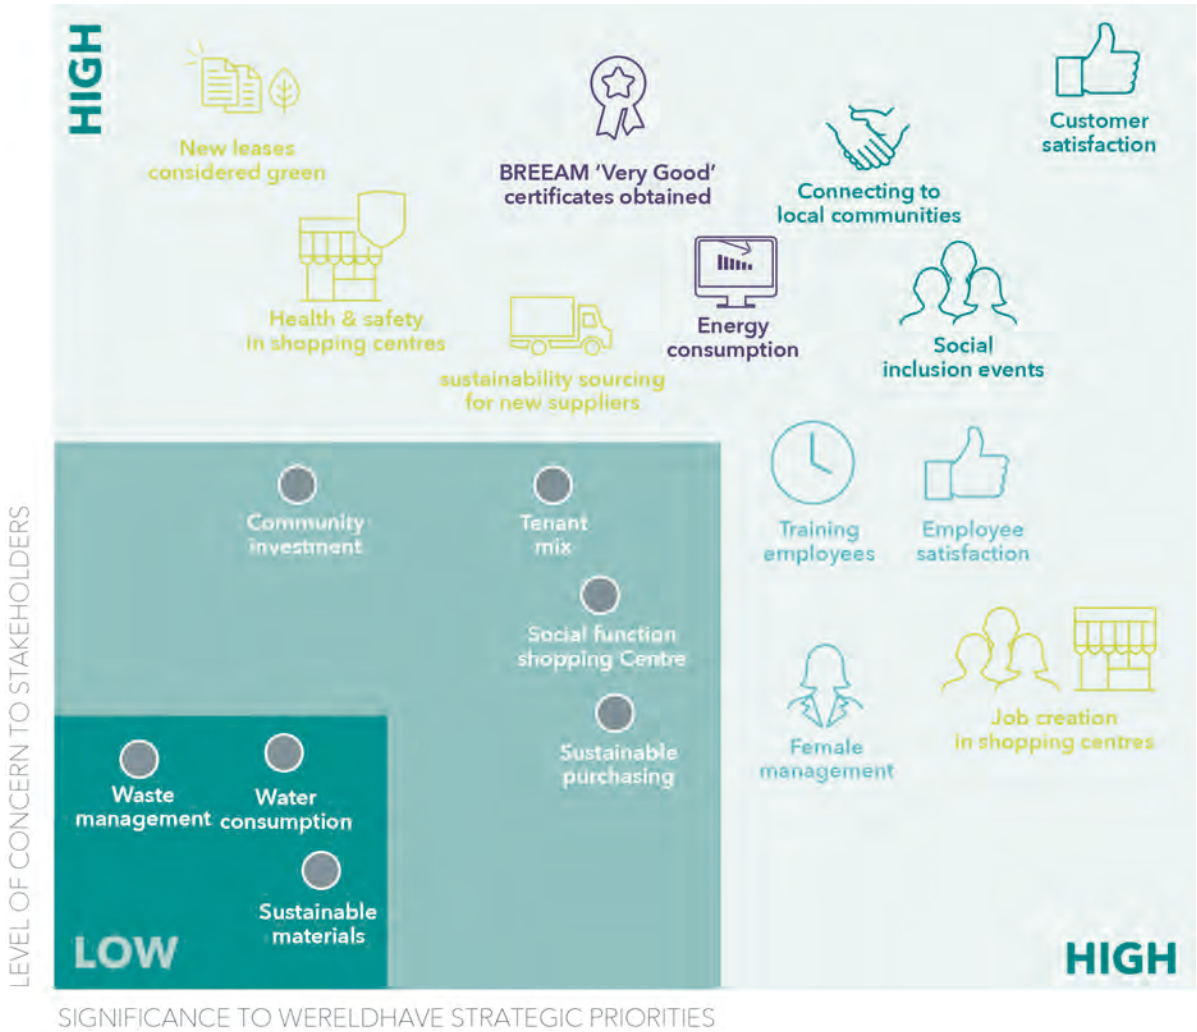 HIGH
New leases
considered green
BREEAM ‘Very Good’
certificates obtained
Connecting to
local communities
Customer
satisfaction
Health & safety
in shopping centres
sustainability sourcing
for new suppliers
Energy
consumption
Social
inclusion events
Training
employees
Employee
satisfaction
Female
management
Job creation
in shopping centres
Community
investment
Tenant
mix
Social function
shopping Centre
Sustainable
purchasing
Waste
management
Water
consumption
Sustainable
materials
LOW
HIGH
LEVEL OF CONCERN TO STAKEHOLDERS
SIGNIFICANCE TO WERELDHAVE STRATEGIC PRIORITIES